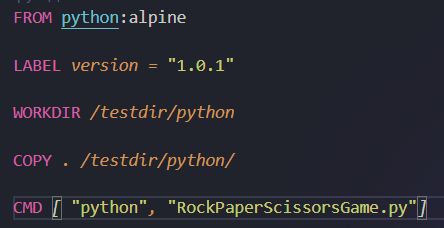 FROM python:alpine
LABEL version = "1.0.1"
WORKDIR /testdir/python
COPY . /testdir/python/
CMD [ "python", "RockPaperScissorsGame.py"]